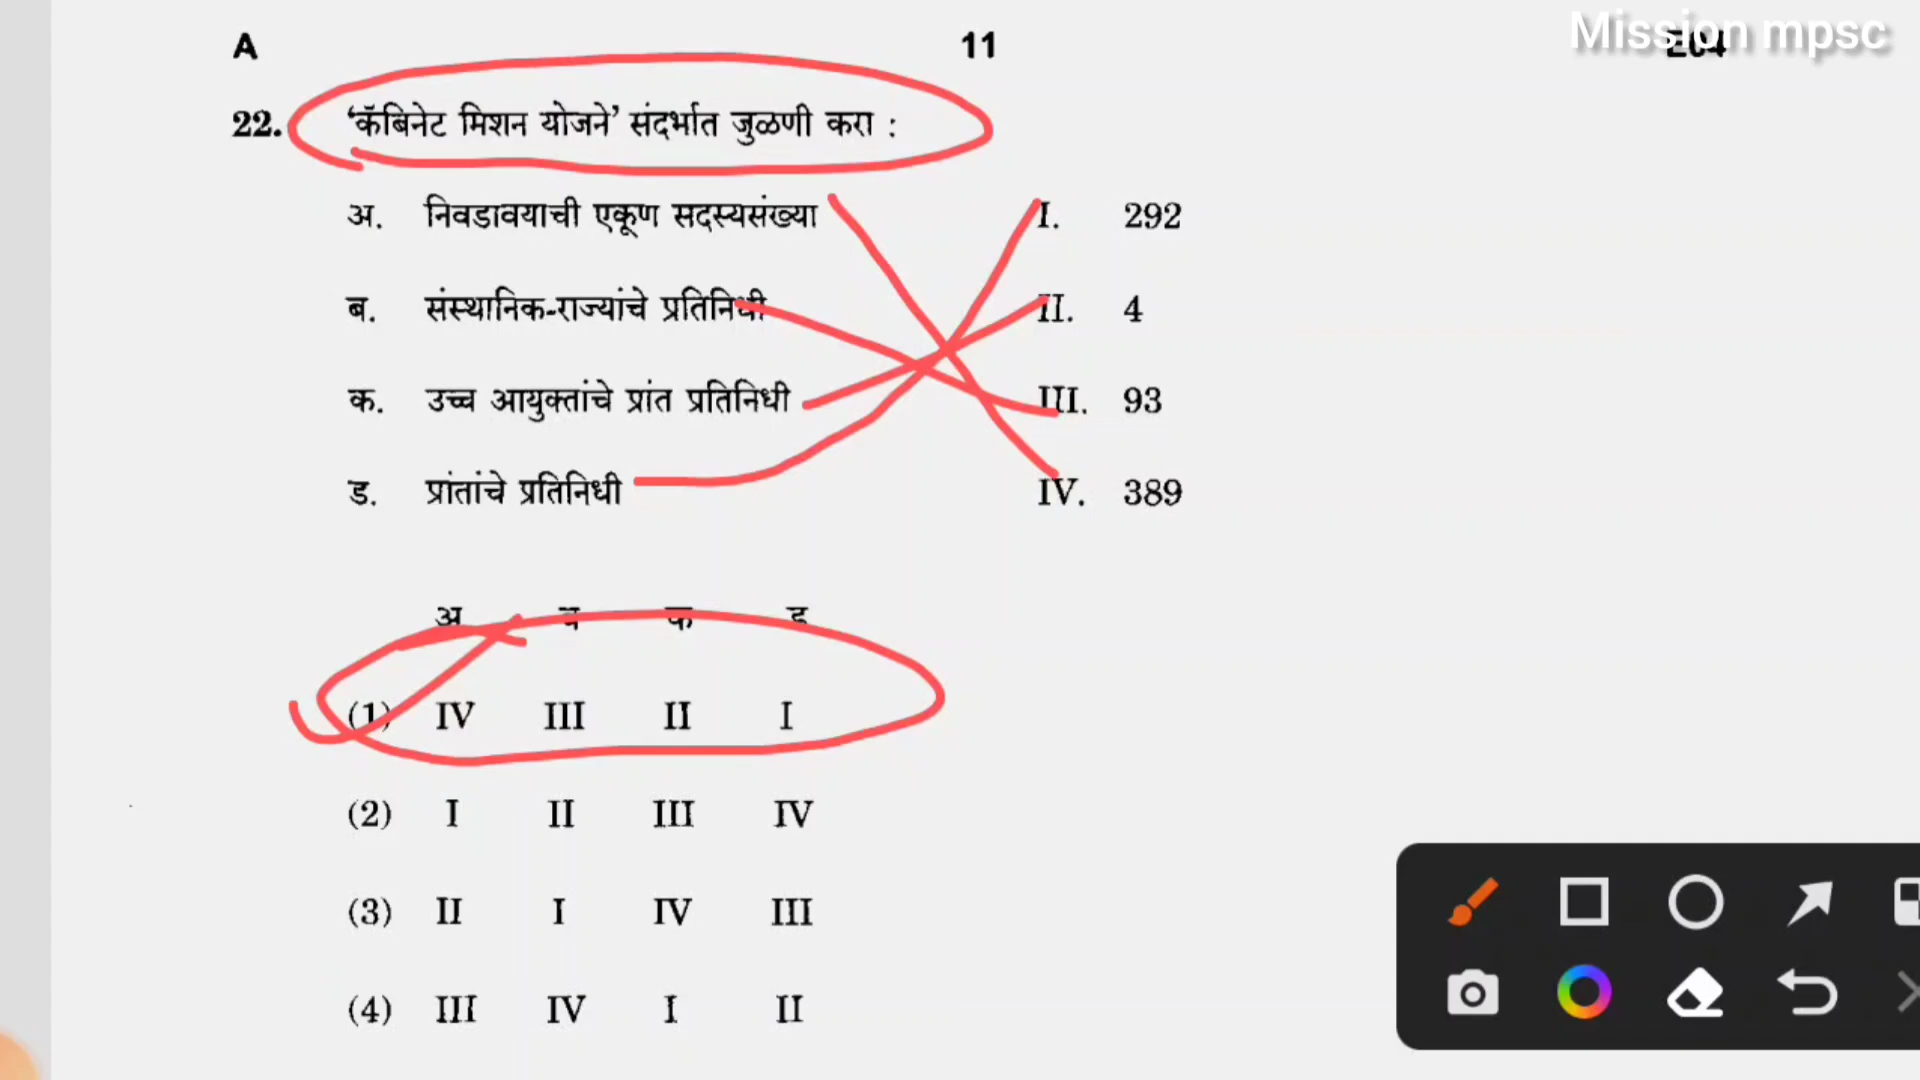 Mission mpsc
A 11 E04
22. ‘कॅबिनेट मिशन योजने’ संदर्भात जुळणी करा :
अ. निवडावयाची एकूण सदस्यसंख्या I. 292
ब. संस्थानिक-राज्यांचे प्रतिनिधी II. 4
क. उच्च आयुक्तांचे प्रांत प्रतिनिधी III. 93
ड. प्रांतांचे प्रतिनिधी IV. 389
अ ब क ड
(1) IV III II I
(2) I II III IV
(3) II I IV III
(4) III IV I II